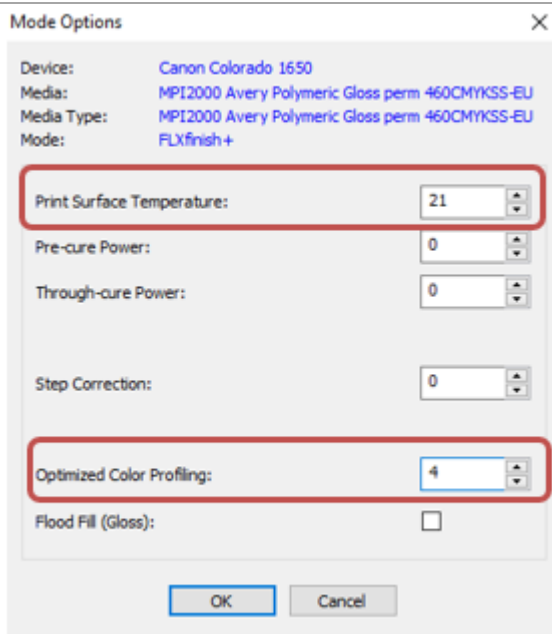 Mode Options
Device: Canon Colorado 1650
Media: MPI2000 Avery Polymeric Gloss perm 460CMYKSS-EU
Media Type: MPI2000 Avery Polymeric Gloss perm 460CMYKSS-EU
Mode: FLXfinish+
Print Surface Temperature: 21
Pre-cure Power: 0
Through-cure Power: 0
Step Correction: 0
Optimized Color Profiling: 4
Flood Fill (Gloss):
OK Cancel